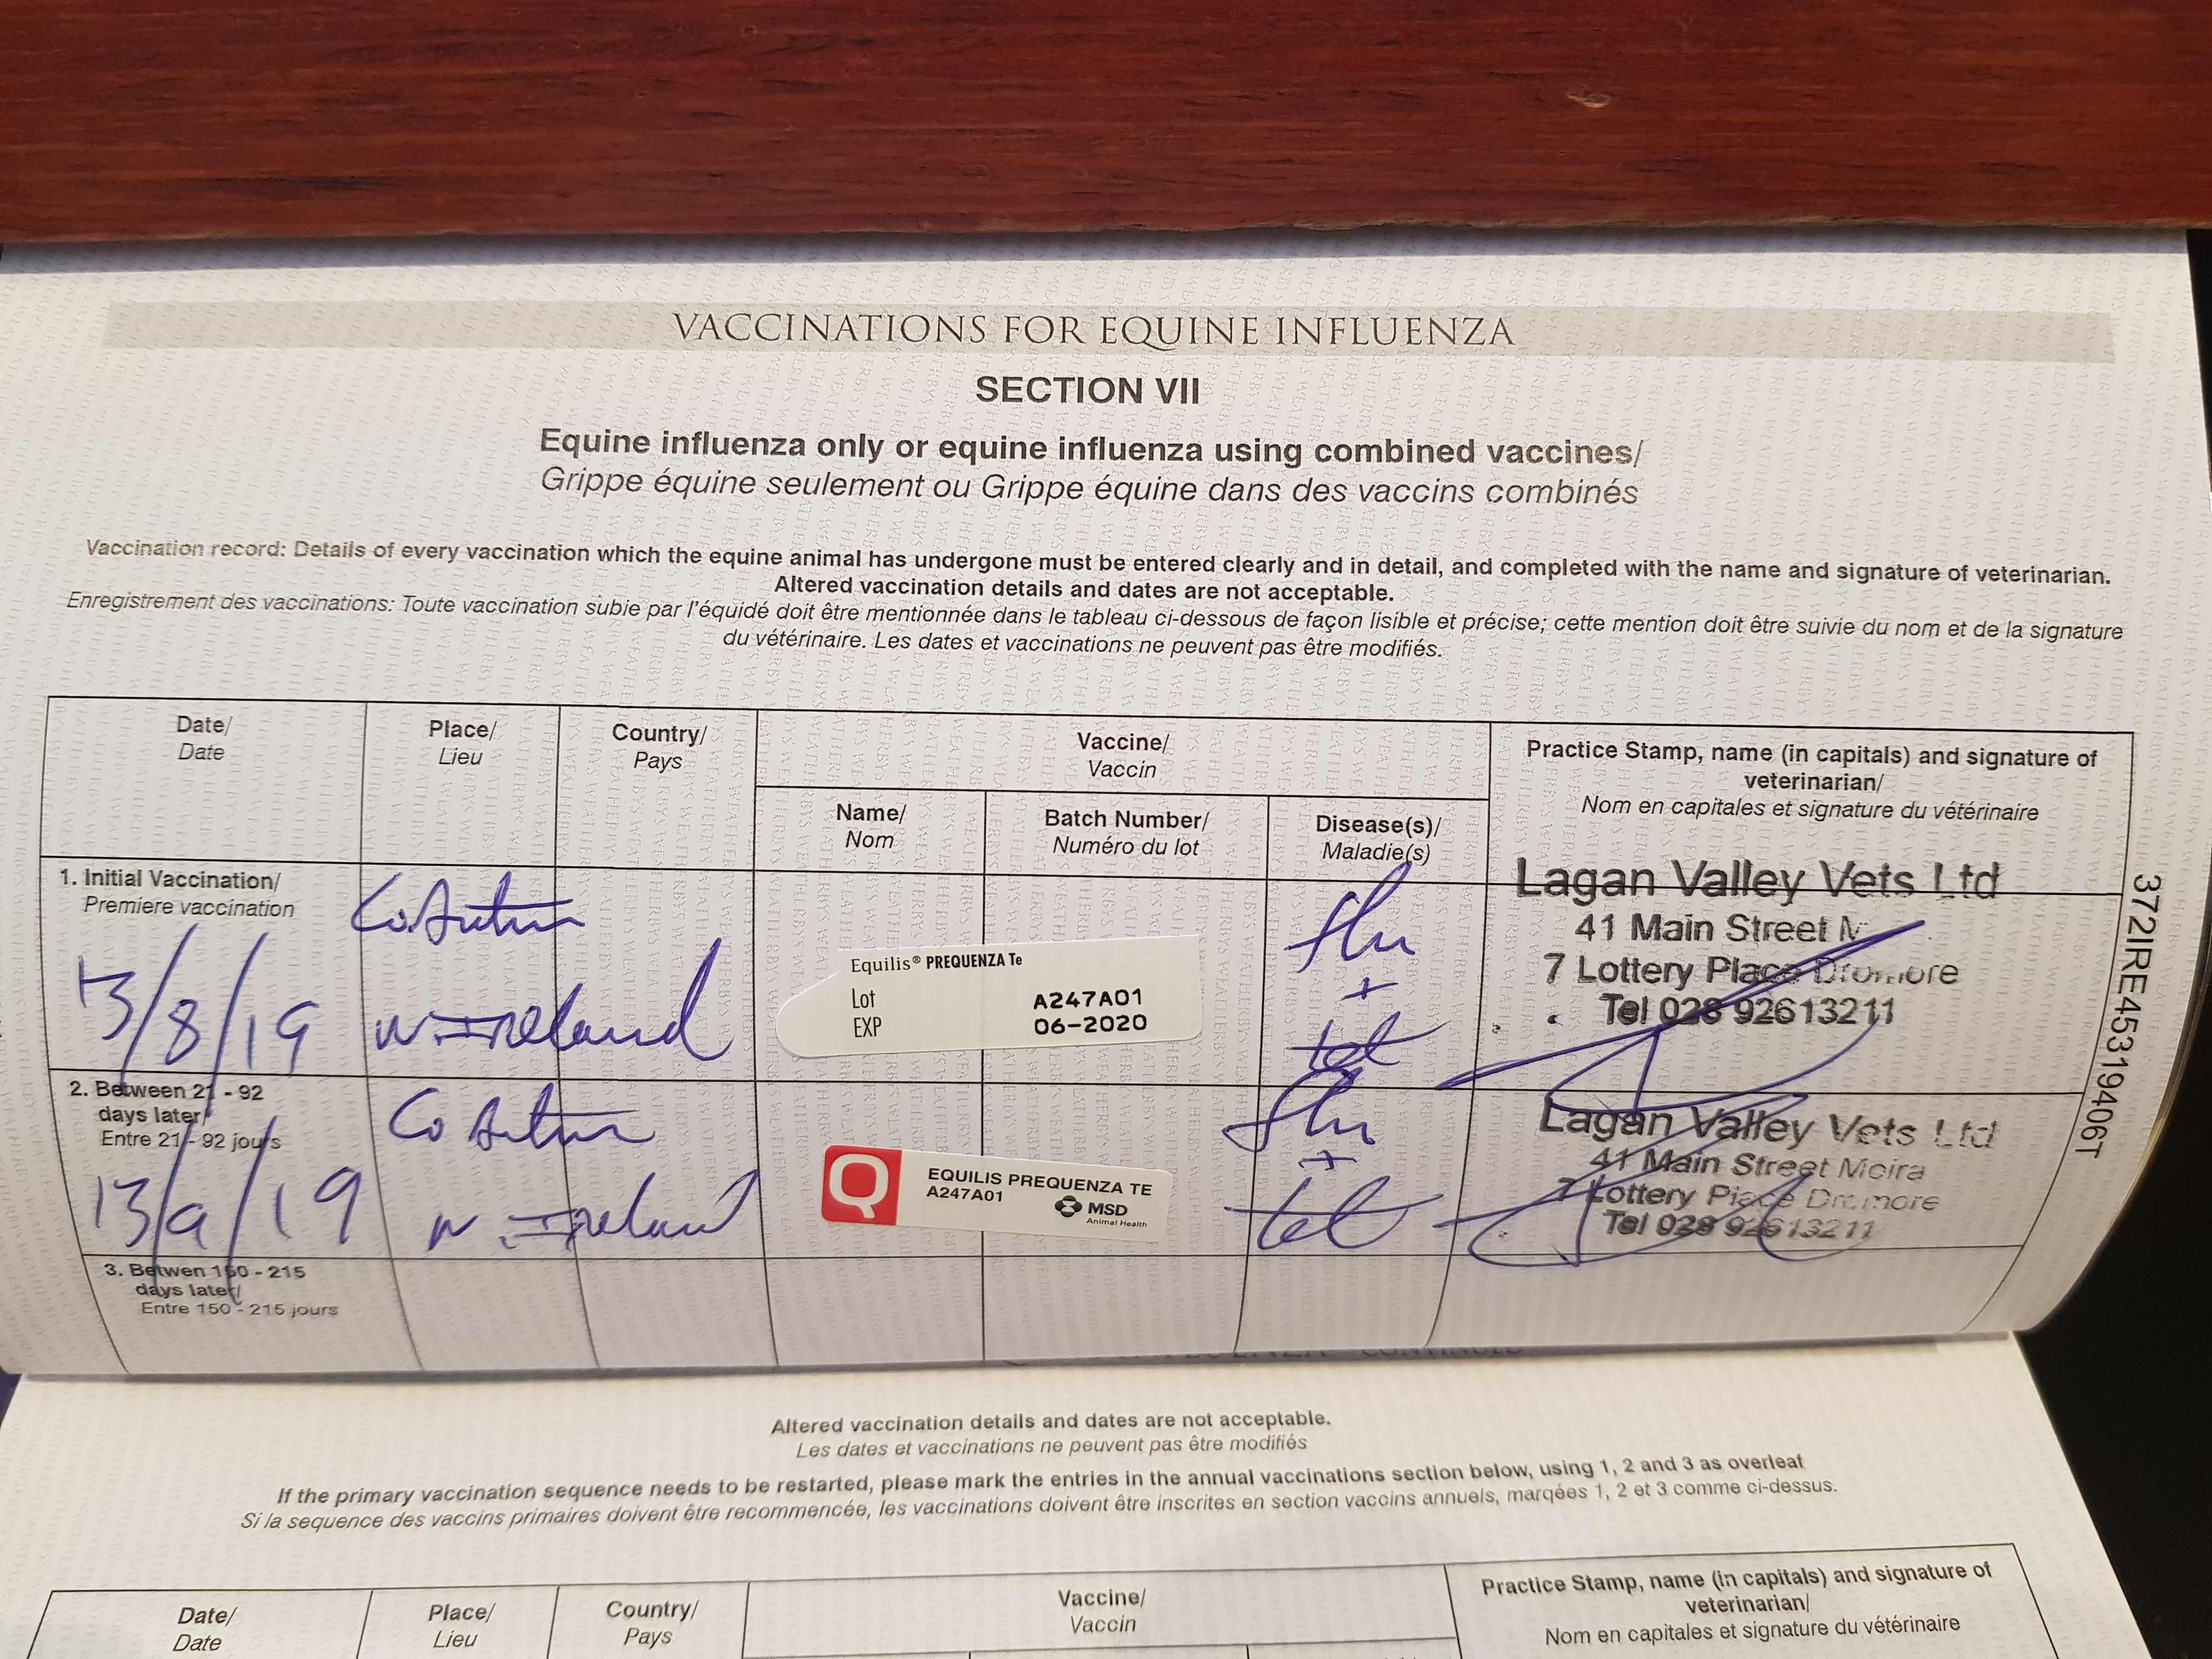 VACCINATIONS FOR EQUINE INFLUENZA
SECTION VII
Equine influenza only or equine influenza using combined vaccines/
Grippe équine seulement ou Grippe équine dans des vaccins combinés
Vaccination record: Details of every vaccination which the equine animal has undergone must be entered clearly and in detail, and completed with the name and signature of veterinarian.
Altered vaccination details and dates are not acceptable.
Enregistrement des vaccinations: Toute vaccination subie par l'équidé doit être mentionnée dans le tableau ci-dessous de façon lisible et précise; cette mention doit être suivie du nom et de la signature
du vétérinaire. Les dates et vaccinations ne peuvent pas être modifiés.
Date/
Date
Place/
Lieu
Country/
Pays
Vaccine/
Vaccin
Name/
Nom
Batch Number/
Numéro du lot
Disease(s)/
Maladie(s)
Practice Stamp, name (in capitals) and signature of
veterinarian/
Nom en capitales et signature du vétérinaire
1. Initial Vaccination/
Premiere vaccination
13/8/19
Co. Antrim
N. Ireland
Equilis® PREQUENZA Te
Lot A247A01
EXP 06-2020
flu
+
tet
Lagan Valley Vets Ltd
41 Main Street
7 Lottery Place Dromore
Tel 028 92613211
2. Between 21 - 92
days later/
Entre 21 - 92 jours
13/9/19
Co Antrim
N. Ireland
Q
EQUILIS PREQUENZA TE
A247A01
MSD
Animal Health
flu
+
tet
Lagan Valley Vets Ltd
41 Main Street Moira
7 Lottery Place Dromore
Tel 028 92613211
3. Betwen 150 - 215
days later/
Entre 150 - 215 jours
372IRE45319406T
Altered vaccination details and dates are not acceptable.
Les dates et vaccinations ne peuvent pas être modifiés
If the primary vaccination sequence needs to be restarted, please mark the entries in the annual vaccinations section below, using 1, 2 and 3 as overleaf
Si la sequence des vaccins primaires doivent être recommencée, les vaccinations doivent être inscrites en section vaccins annuels, marqées 1, 2 et 3 comme ci-dessus.
Date/
Date
Place/
Lieu
Country/
Pays
Vaccine/
Vaccin
Practice Stamp, name (in capitals) and signature of
veterinarian/
Nom en capitales et signature du vétérinaire